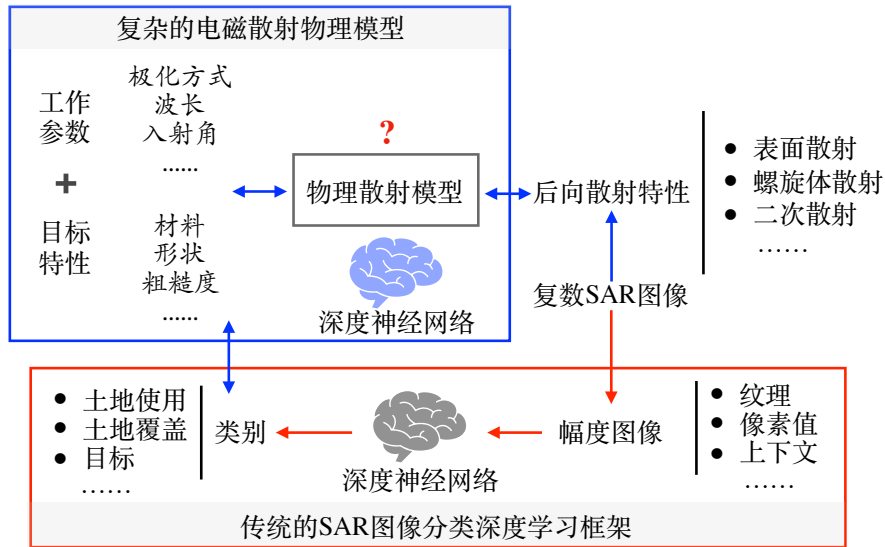 复杂的电磁散射物理模型
工作
参数
+
目标
特性
极化方式
波长
入射角
......
材料
形状
粗糙度
......
?
物理散射模型
深度神经网络
后向散射特性
● 表面散射
● 螺旋体散射
● 二次散射
……
复数SAR图像
● 土地使用
● 土地覆盖
● 目标
……
类别
深度神经网络
幅度图像
● 纹理
● 像素值
● 上下文
……
传统的SAR图像分类深度学习框架